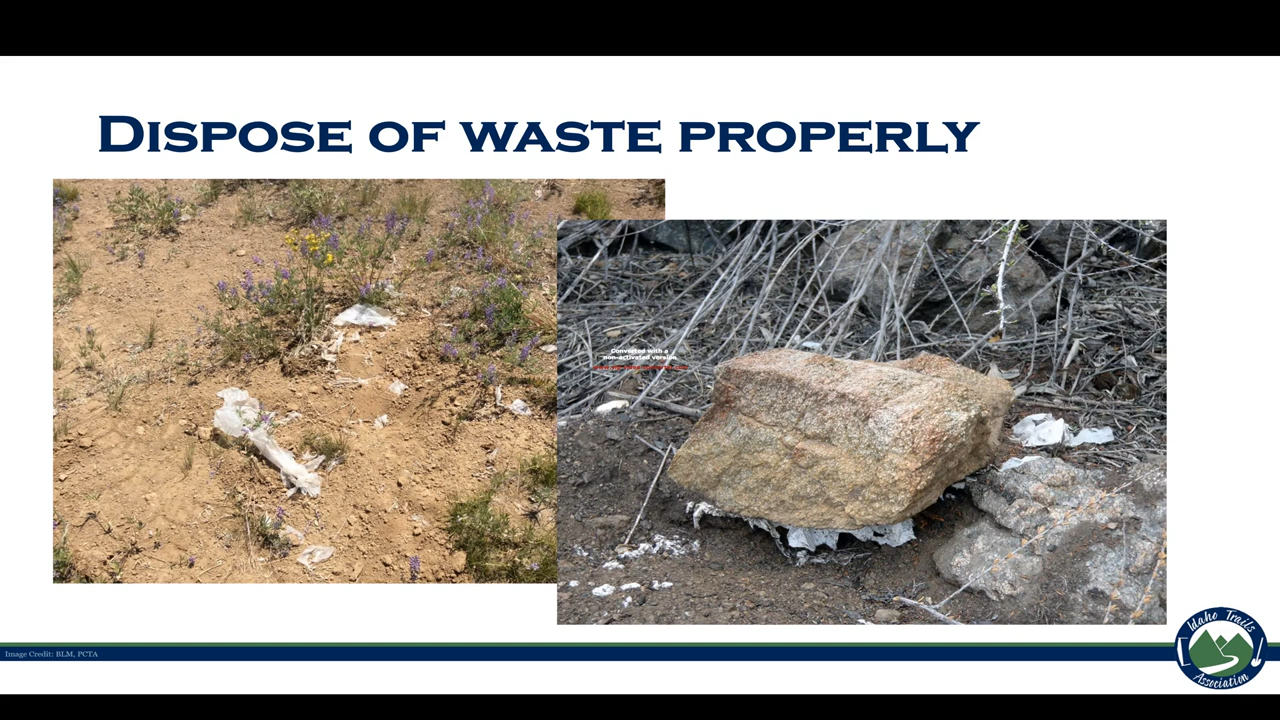 DISPOSE OF WASTE PROPERLY
Converted with a
non-activated version
Image Credit: BLM, PCTA
Idaho Trails
Association